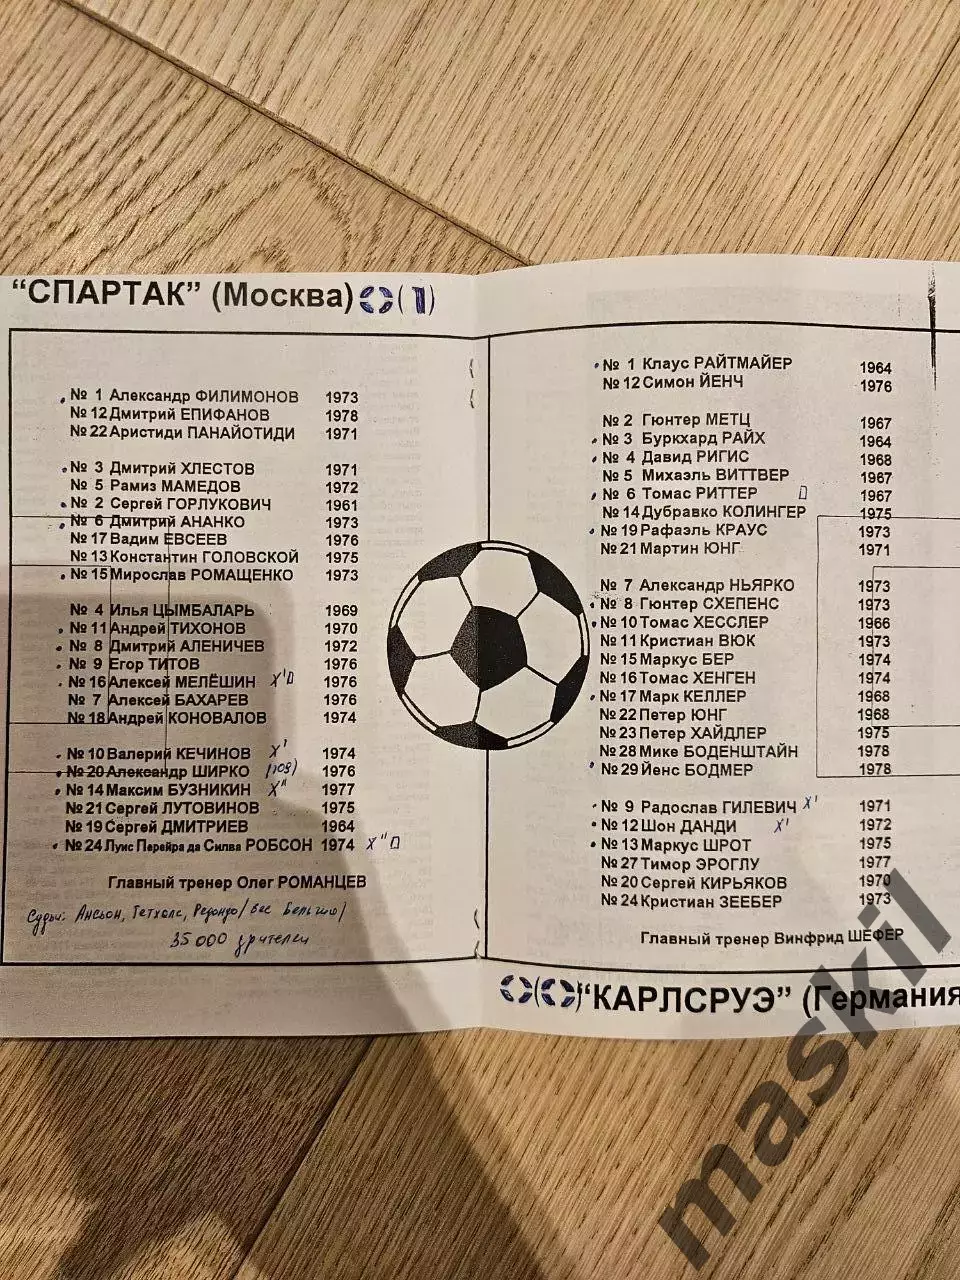 “СПАРТАК” (Москва) 0 (1)
№ 1 Александр ФИЛИМОНОВ 1973
№ 12 Дмитрий ЕПИФАНОВ 1978
№ 22 Аристиди ПАНАЙОТИДИ 1971
№ 3 Дмитрий ХЛЕСТОВ 1971
№ 5 Рамиз МАМЕДОВ 1972
№ 2 Сергей ГОРЛУКОВИЧ 1961
№ 6 Дмитрий АНАНКО 1973
№ 17 Вадим ЕВСЕЕВ 1976
№ 13 Константин ГОЛОВСКОЙ 1975
№ 15 Мирослав РОМАЩЕНКО 1973
№ 4 Илья ЦЫМБАЛАРЬ 1969
№ 11 Андрей ТИХОНОВ 1970
№ 8 Дмитрий АЛЕНИЧЕВ 1972
№ 9 Егор ТИТОВ 1976
№ 16 Алексей МЕЛЁШИН X' 1976
№ 7 Алексей БАХАРЕВ 1976
№ 18 Андрей КОНОВАЛОВ 1974
№ 10 Валерий КЕЧИНОВ X' 1974
№ 20 Александр ШИРКО (108) 1976
№ 14 Максим БУЗНИКИН X" 1977
№ 21 Сергей ЛУТОВИНОВ 1975
№ 19 Сергей ДМИТРИЕВ 1964
№ 24 Луис Перейра да Силва РОБСОН 1974 X"
Главный тренер Олег РОМАНЦЕВ
Судьи: Ансьон, Гетхалс, Редондо /все Бельгия/
35000 зрителей
№ 1 Клаус РАЙТМАЙЕР 1964
№ 12 Симон ЙЕНЧ 1976
№ 2 Гюнтер МЕТЦ 1967
№ 3 Буркхард РАЙХ 1964
№ 4 Давид РИГИС 1968
№ 5 Михаэль ВИТТВЕР 1967
№ 6 Томас РИТТЕР 1967
№ 14 Дубравко КОЛИНГЕР 1975
№ 19 Рафаэль КРАУС 1973
№ 21 Мартин ЮНГ 1971
№ 7 Александр НЬЯРКО 1973
№ 8 Гюнтер СХЕПЕНС 1973
№ 10 Томас ХЕССЛЕР 1966
№ 11 Кристиан ВЮК 1973
№ 15 Маркус БЕР 1974
№ 16 Томас ХЕНГЕН 1974
№ 17 Марк КЕЛЛЕР 1968
№ 22 Петер ЮНГ 1968
№ 23 Петер ХАЙДЛЕР 1975
№ 28 Мике БОДЕНШТАЙН 1978
№ 29 Йенс БОДМЕР 1978
№ 9 Радослав ГИЛЕВИЧ X' 1971
№ 12 Шон ДАНДИ X' 1972
№ 13 Маркус ШРОТ 1975
№ 27 Тимор ЭРОГЛУ 1977
№ 20 Сергей КИРЬЯКОВ 1970
№ 24 Кристиан ЗЕЕБЕР 1973
Главный тренер Винфрид ШЕФЕР
0 (0) “КАРЛСРУЭ” (Германия
maskil